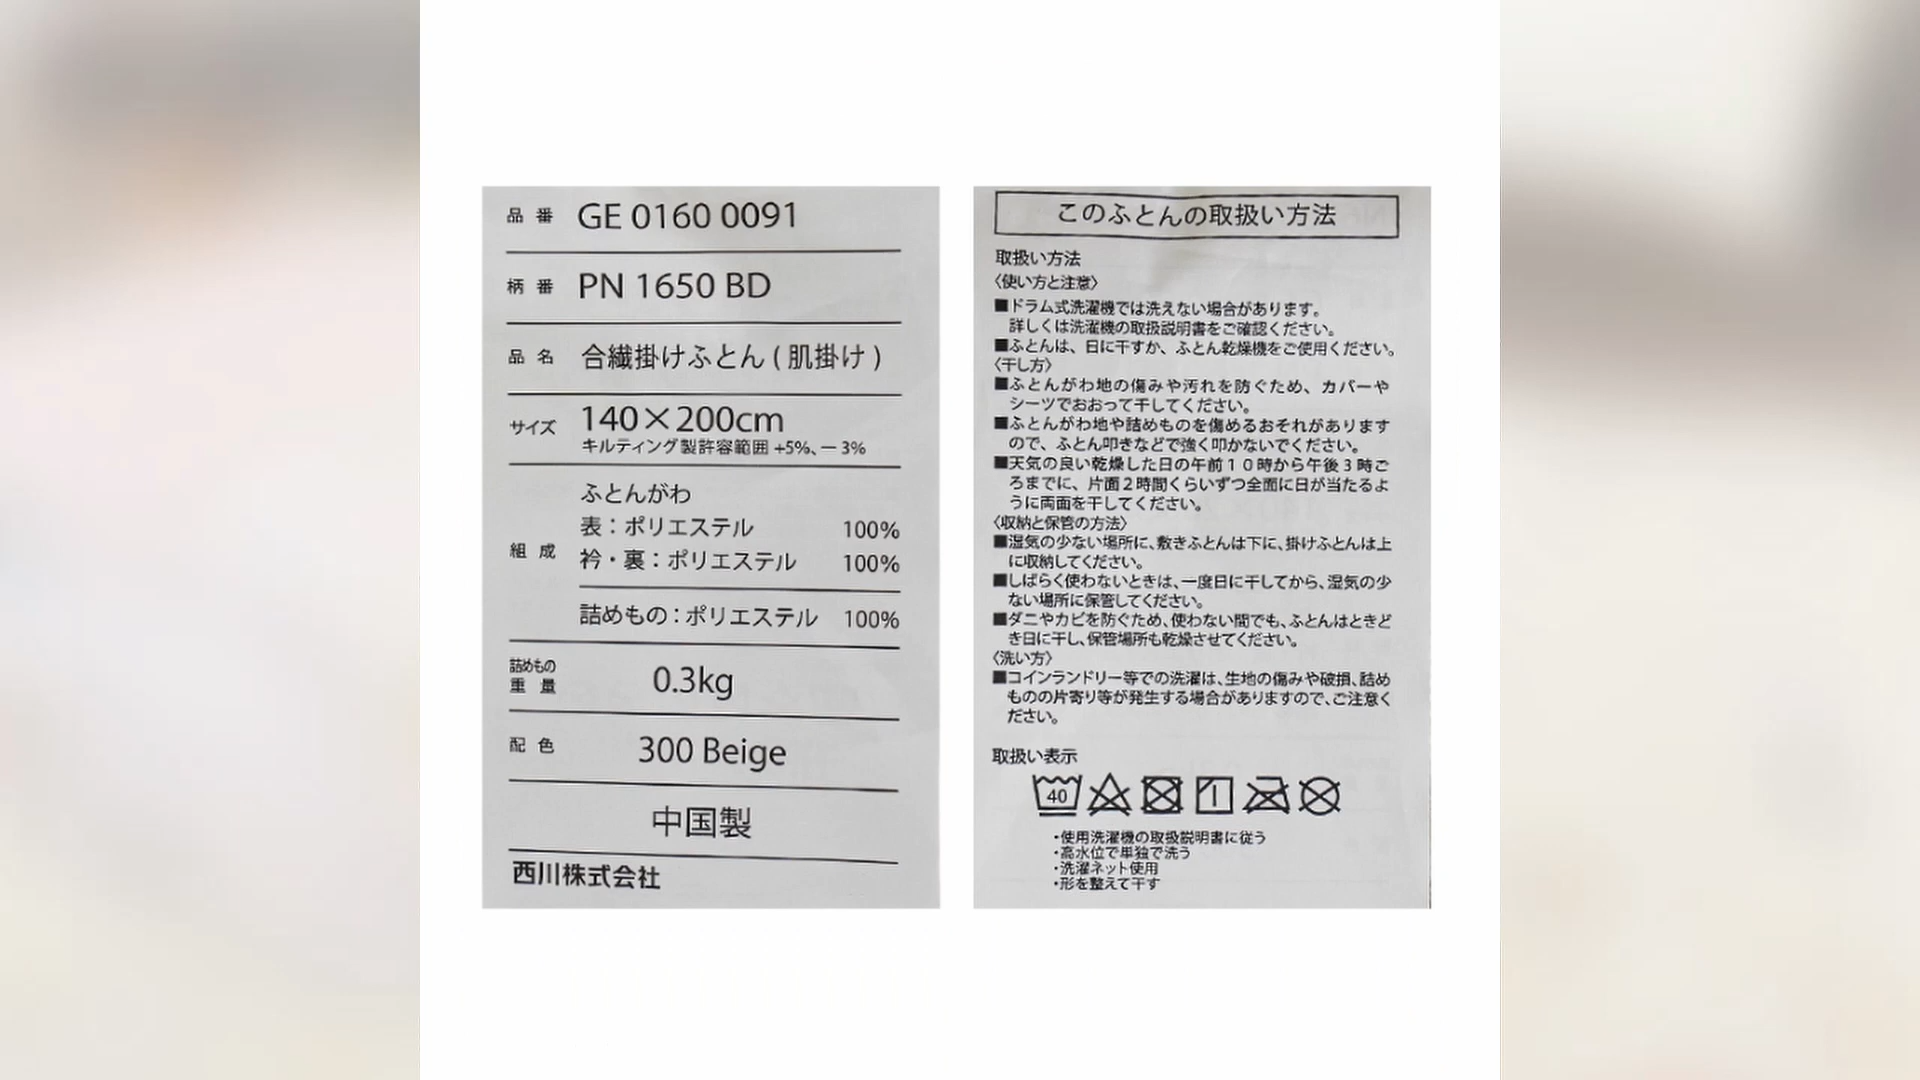 品番 GE 0160 0091
柄番 PN 1650 BD
品名 合繊掛けふとん ( 肌掛け )
サイズ 140×200cm
キルティング製許容範囲 +5%、ー 3%
組成 ふとんがわ
表：ポリエステル 100%
衿・裏：ポリエステル 100%
詰めもの：ポリエステル 100%
詰めもの重量 0.3kg
配色 300 Beige
中国製
西川株式会社
このふとんの取扱い方法
取扱い方法
〈使い方と注意〉
■ドラム式洗濯機では洗えない場合があります。
詳しくは洗濯機の取扱説明書をご確認ください。
■ふとんは、日に干すか、ふとん乾燥機をご使用ください。
〈干し方〉
■ふとんがわ地の傷みや汚れを防ぐため、カバーや
シーツでおおって干してください。
■ふとんがわ地や詰めものを傷めるおそれがあります
ので、ふとん叩きなどで強く叩かないでください。
■天気の良い乾燥した日の午前１０時から午後３時ご
ろまでに、片面２時間くらいずつ全面に日が当たるよ
うに両面を干してください。
〈収納と保管の方法〉
■湿気の少ない場所に、敷きふとんは下に、掛けふとんは上
に収納してください。
■しばらく使わないときは、一度日に干してから、湿気の少
ない場所に保管してください。
■ダニやカビを防ぐため、使わない間でも、ふとんはときど
き日に干し、保管場所も乾燥させてください。
〈洗い方〉
■コインランドリー等での洗濯は、生地の傷みや破損、詰め
ものの片寄り等が発生する場合がありますので、ご注意く
ださい。
取扱い表示
40
・使用洗濯機の取扱説明書に従う
・高水位で単独で洗う
・洗濯ネット使用
・形を整えて干す